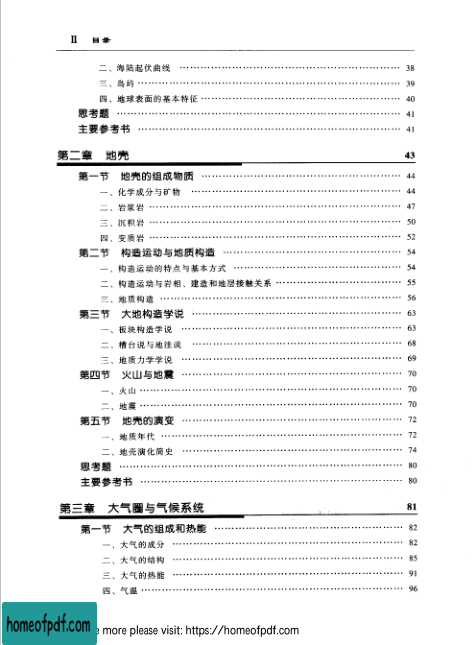 II 目录
二、海陆起伏曲线 38
三、岛屿 39
四、地球表面的基本特征 40
思考题 41
主要参考书 41
第二章 地壳 43
第一节 地壳的组成物质 44
一、化学成分与矿物 44
二、岩浆岩 47
三、沉积岩 50
四、变质岩 52
第二节 构造运动与地质构造 54
一、构造运动的特点与基本方式 54
二、构造运动与岩相、建造和地层接触关系 55
三、地质构造 56
第三节 大地构造学说 63
一、板块构造学说 63
二、槽台说与地洼说 68
三、地质力学学说 69
第四节 火山与地震 70
一、火山 70
二、地震 70
第五节 地壳的演变 72
一、地质年代 72
二、地壳演化简史 74
思考题 80
主要参考书 80
第三章 大气圈与气候系统 81
第一节 大气的组成和热能 82
一、大气的成分 82
二、大气的结构 85
三、大气的热能 91
四、气温 96
homeofpdf.com
more please visit: https://homeofpdf.com